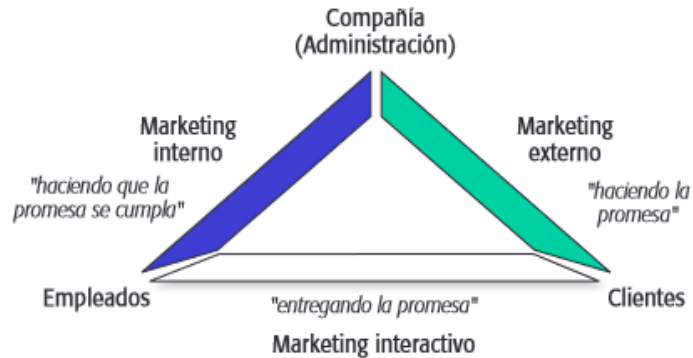 Compañía
(Administración)
Marketing
interno
Marketing
externo
"haciendo que la
promesa se cumpla"
"haciendo la
promesa"
Empleados
"entregando la promesa"
Clientes
Marketing interactivo